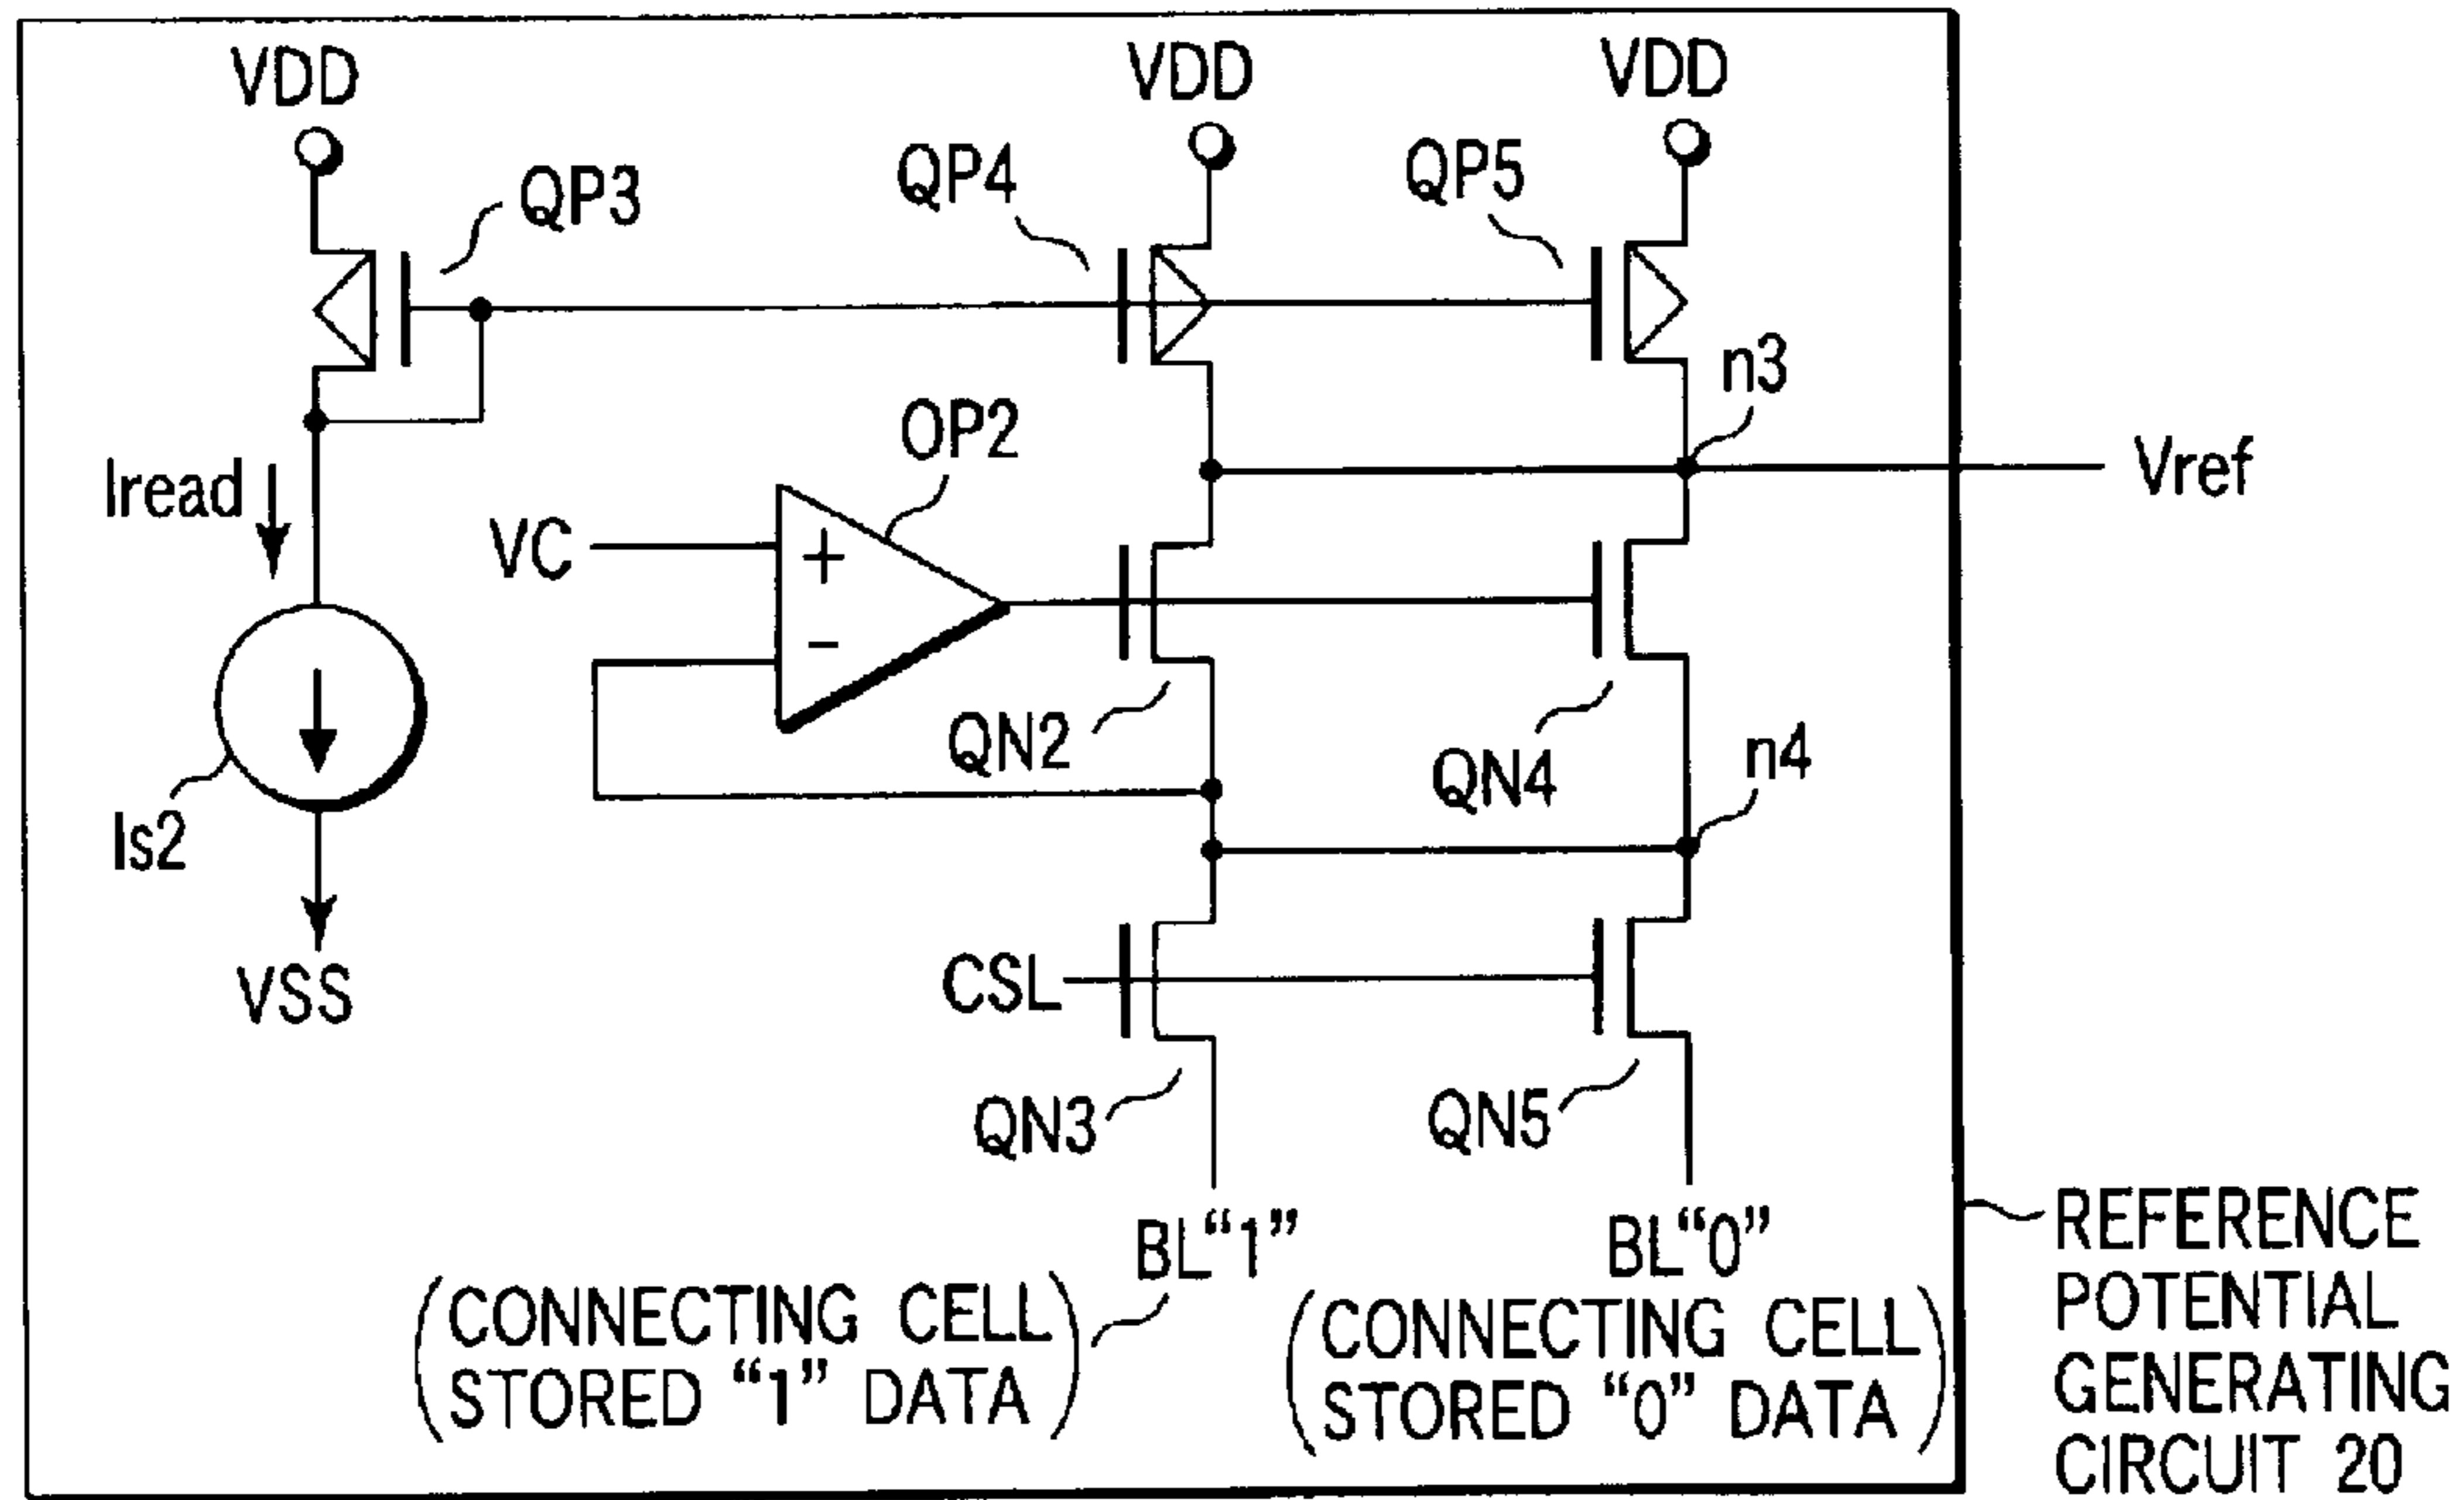 VDD
VDD
VDD
QP3
QP4
QP5
n3
OP2
Iread
Vref
VC
+
−
QN2
QN4
n4
Is2
CSL
VSS
QN3
QN5
BL“1”
(CONNECTING CELL
STORED “1” DATA)
BL“0”
(CONNECTING CELL
STORED “0” DATA)
REFERENCE
POTENTIAL
GENERATING
CIRCUIT 20